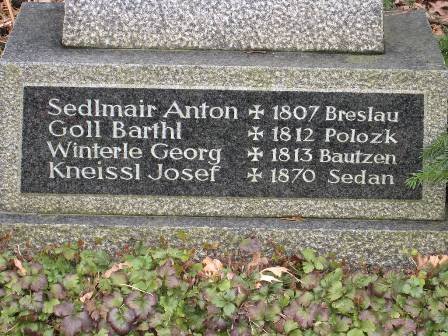 Sedlmair Anton ✠ 1807 Breslau
Goll Barthl ✠ 1812 Polozk
Winterle Georg ✠ 1813 Bautzen
Kneissl Josef ✠ 1870 Sedan